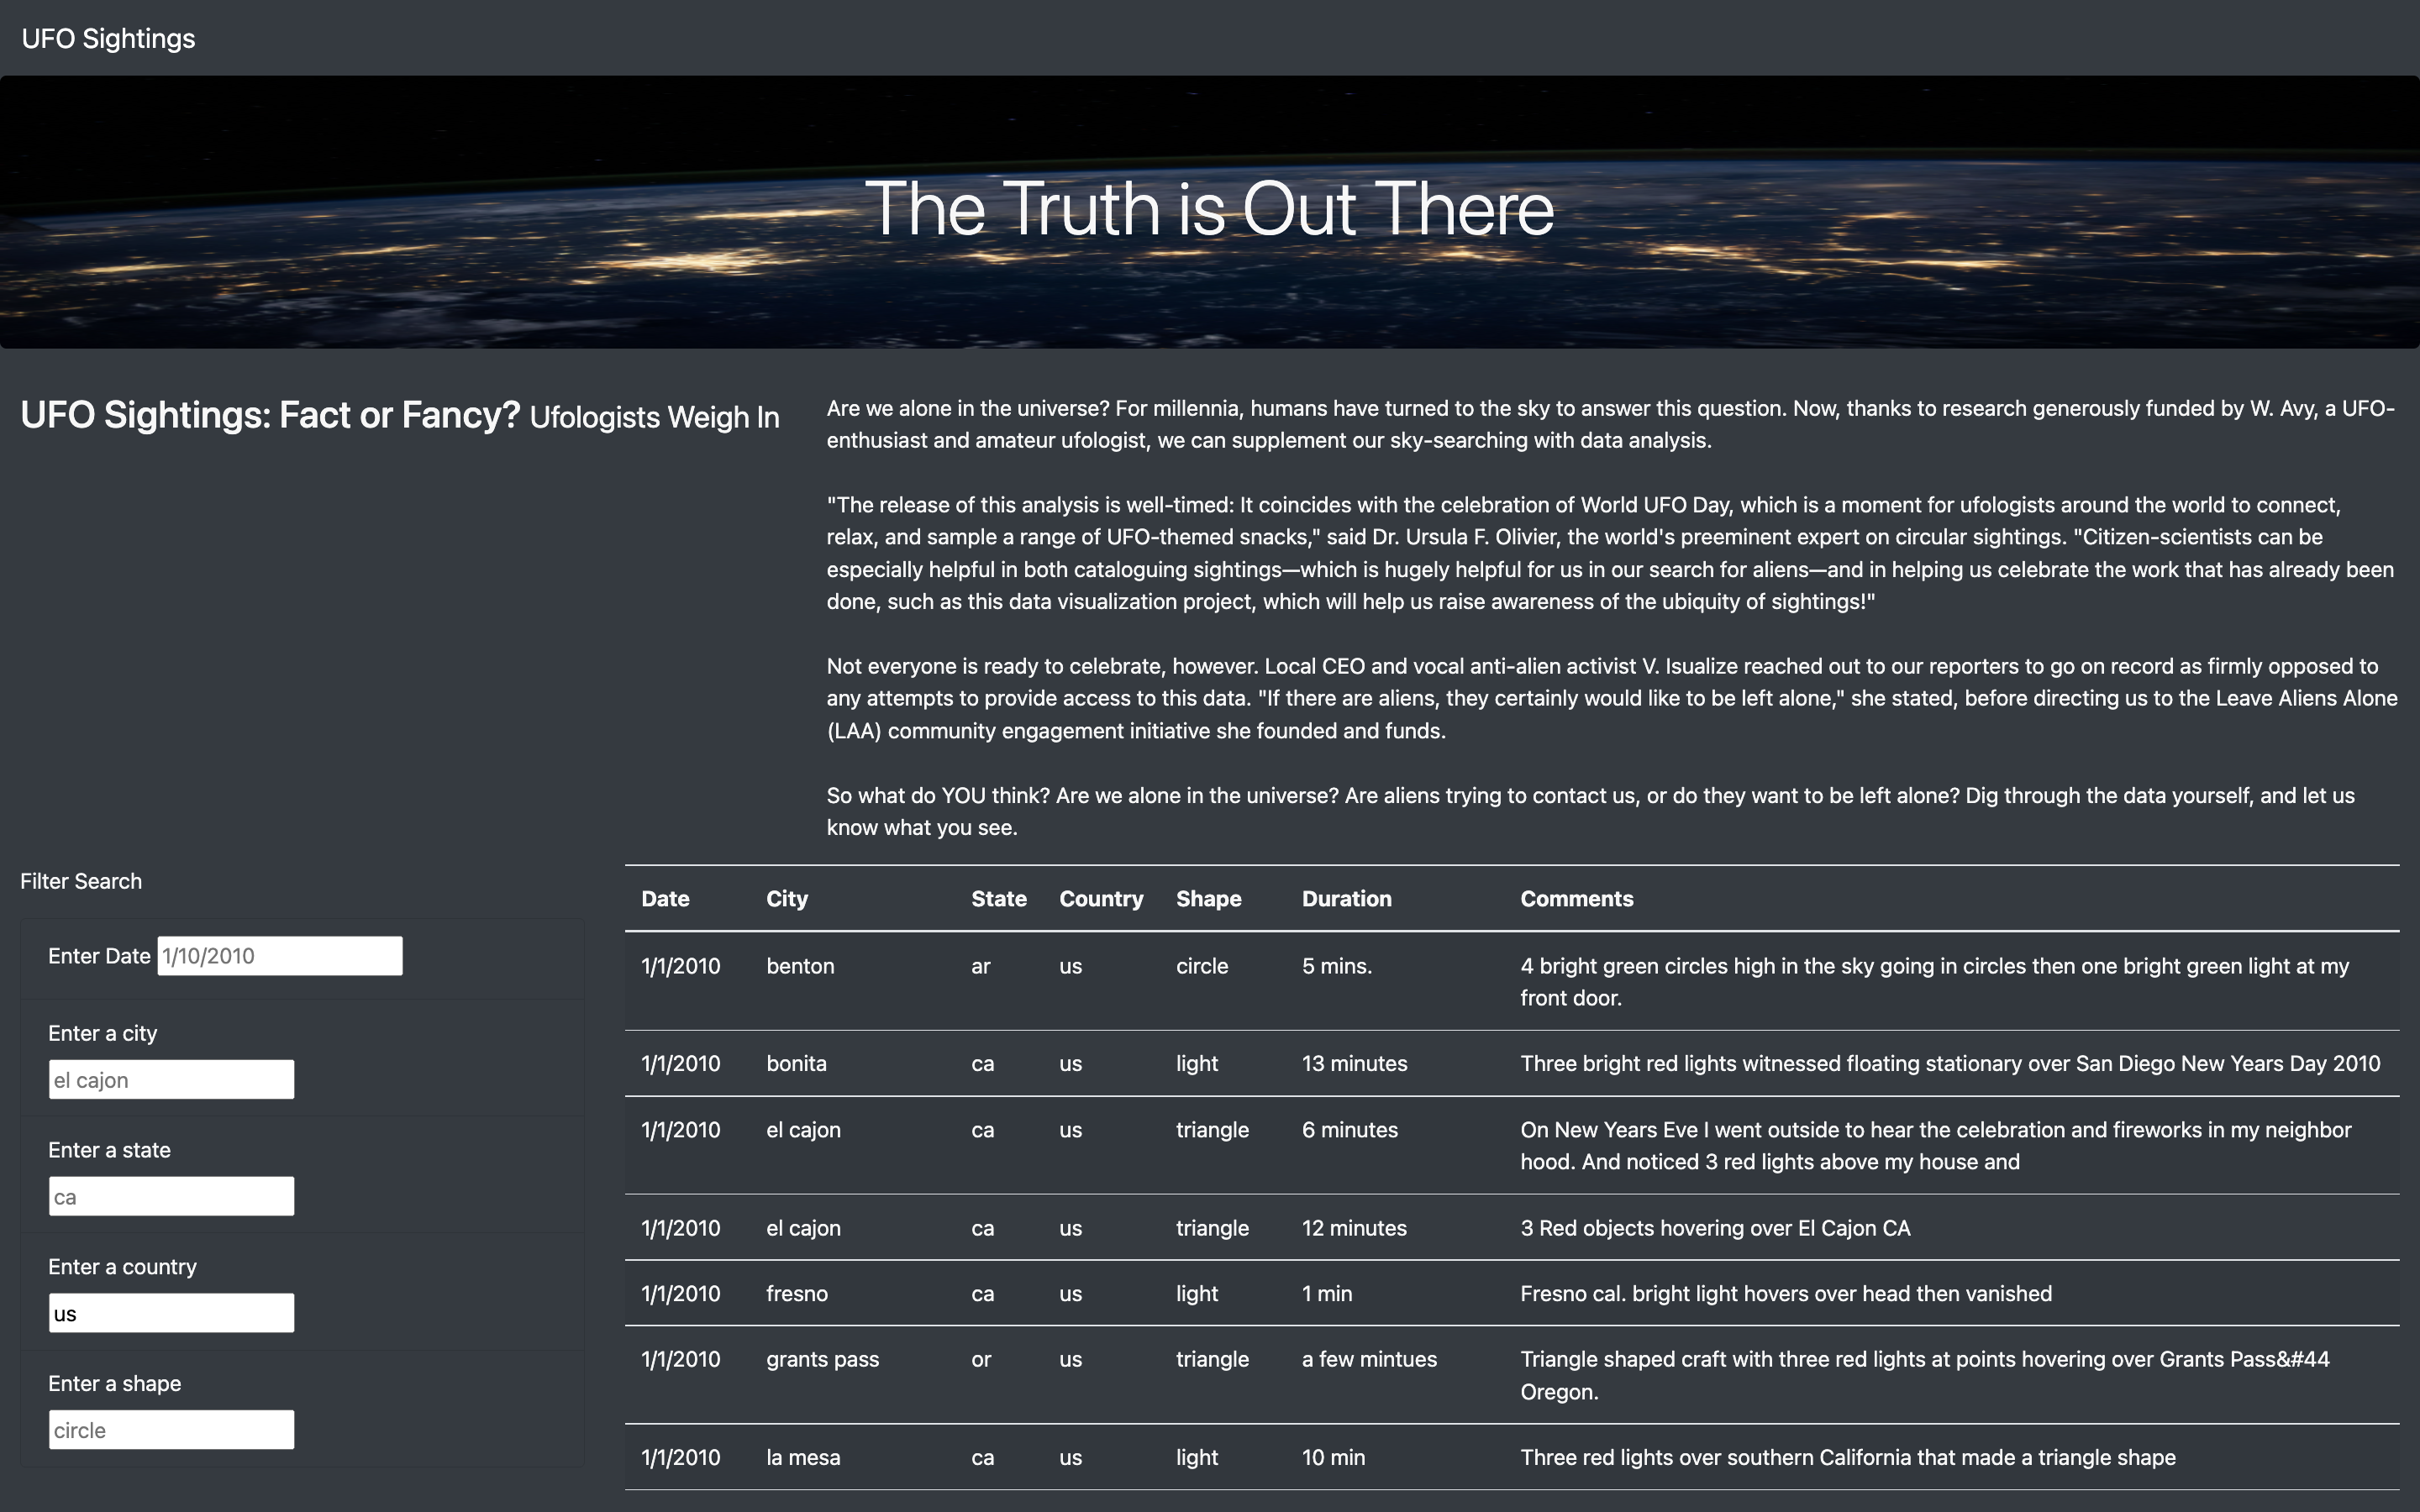 UFO Sightings
The Truth is Out There
UFO Sightings: Fact or Fancy? Ufologists Weigh In
Are we alone in the universe? For millennia, humans have turned to the sky to answer this question. Now, thanks to research generously funded by W. Avy, a UFO-
enthusiast and amateur ufologist, we can supplement our sky-searching with data analysis.
"The release of this analysis is well-timed: It coincides with the celebration of World UFO Day, which is a moment for ufologists around the world to connect,
relax, and sample a range of UFO-themed snacks," said Dr. Ursula F. Olivier, the world's preeminent expert on circular sightings. "Citizen-scientists can be
especially helpful in both cataloguing sightings—which is hugely helpful for us in our search for aliens—and in helping us celebrate the work that has already been
done, such as this data visualization project, which will help us raise awareness of the ubiquity of sightings!"
Not everyone is ready to celebrate, however. Local CEO and vocal anti-alien activist V. Isualize reached out to our reporters to go on record as firmly opposed to
any attempts to provide access to this data. "If there are aliens, they certainly would like to be left alone," she stated, before directing us to the Leave Aliens Alone
(LAA) community engagement initiative she founded and funds.
So what do YOU think? Are we alone in the universe? Are aliens trying to contact us, or do they want to be left alone? Dig through the data yourself, and let us
know what you see.
Filter Search
Enter Date 1/10/2010
Enter a city
el cajon
Enter a state
ca
Enter a country
us
Enter a shape
circle
Date City State Country Shape Duration Comments
1/1/2010 benton ar us circle 5 mins. 4 bright green circles high in the sky going in circles then one bright green light at my
front door.
1/1/2010 bonita ca us light 13 minutes Three bright red lights witnessed floating stationary over San Diego New Years Day 2010
1/1/2010 el cajon ca us triangle 6 minutes On New Years Eve I went outside to hear the celebration and fireworks in my neighbor
hood. And noticed 3 red lights above my house and
1/1/2010 el cajon ca us triangle 12 minutes 3 Red objects hovering over El Cajon CA
1/1/2010 fresno ca us light 1 min Fresno cal. bright light hovers over head then vanished
1/1/2010 grants pass or us triangle a few mintues Triangle shaped craft with three red lights at points hovering over Grants Pass&#44
Oregon.
1/1/2010 la mesa ca us light 10 min Three red lights over southern California that made a triangle shape